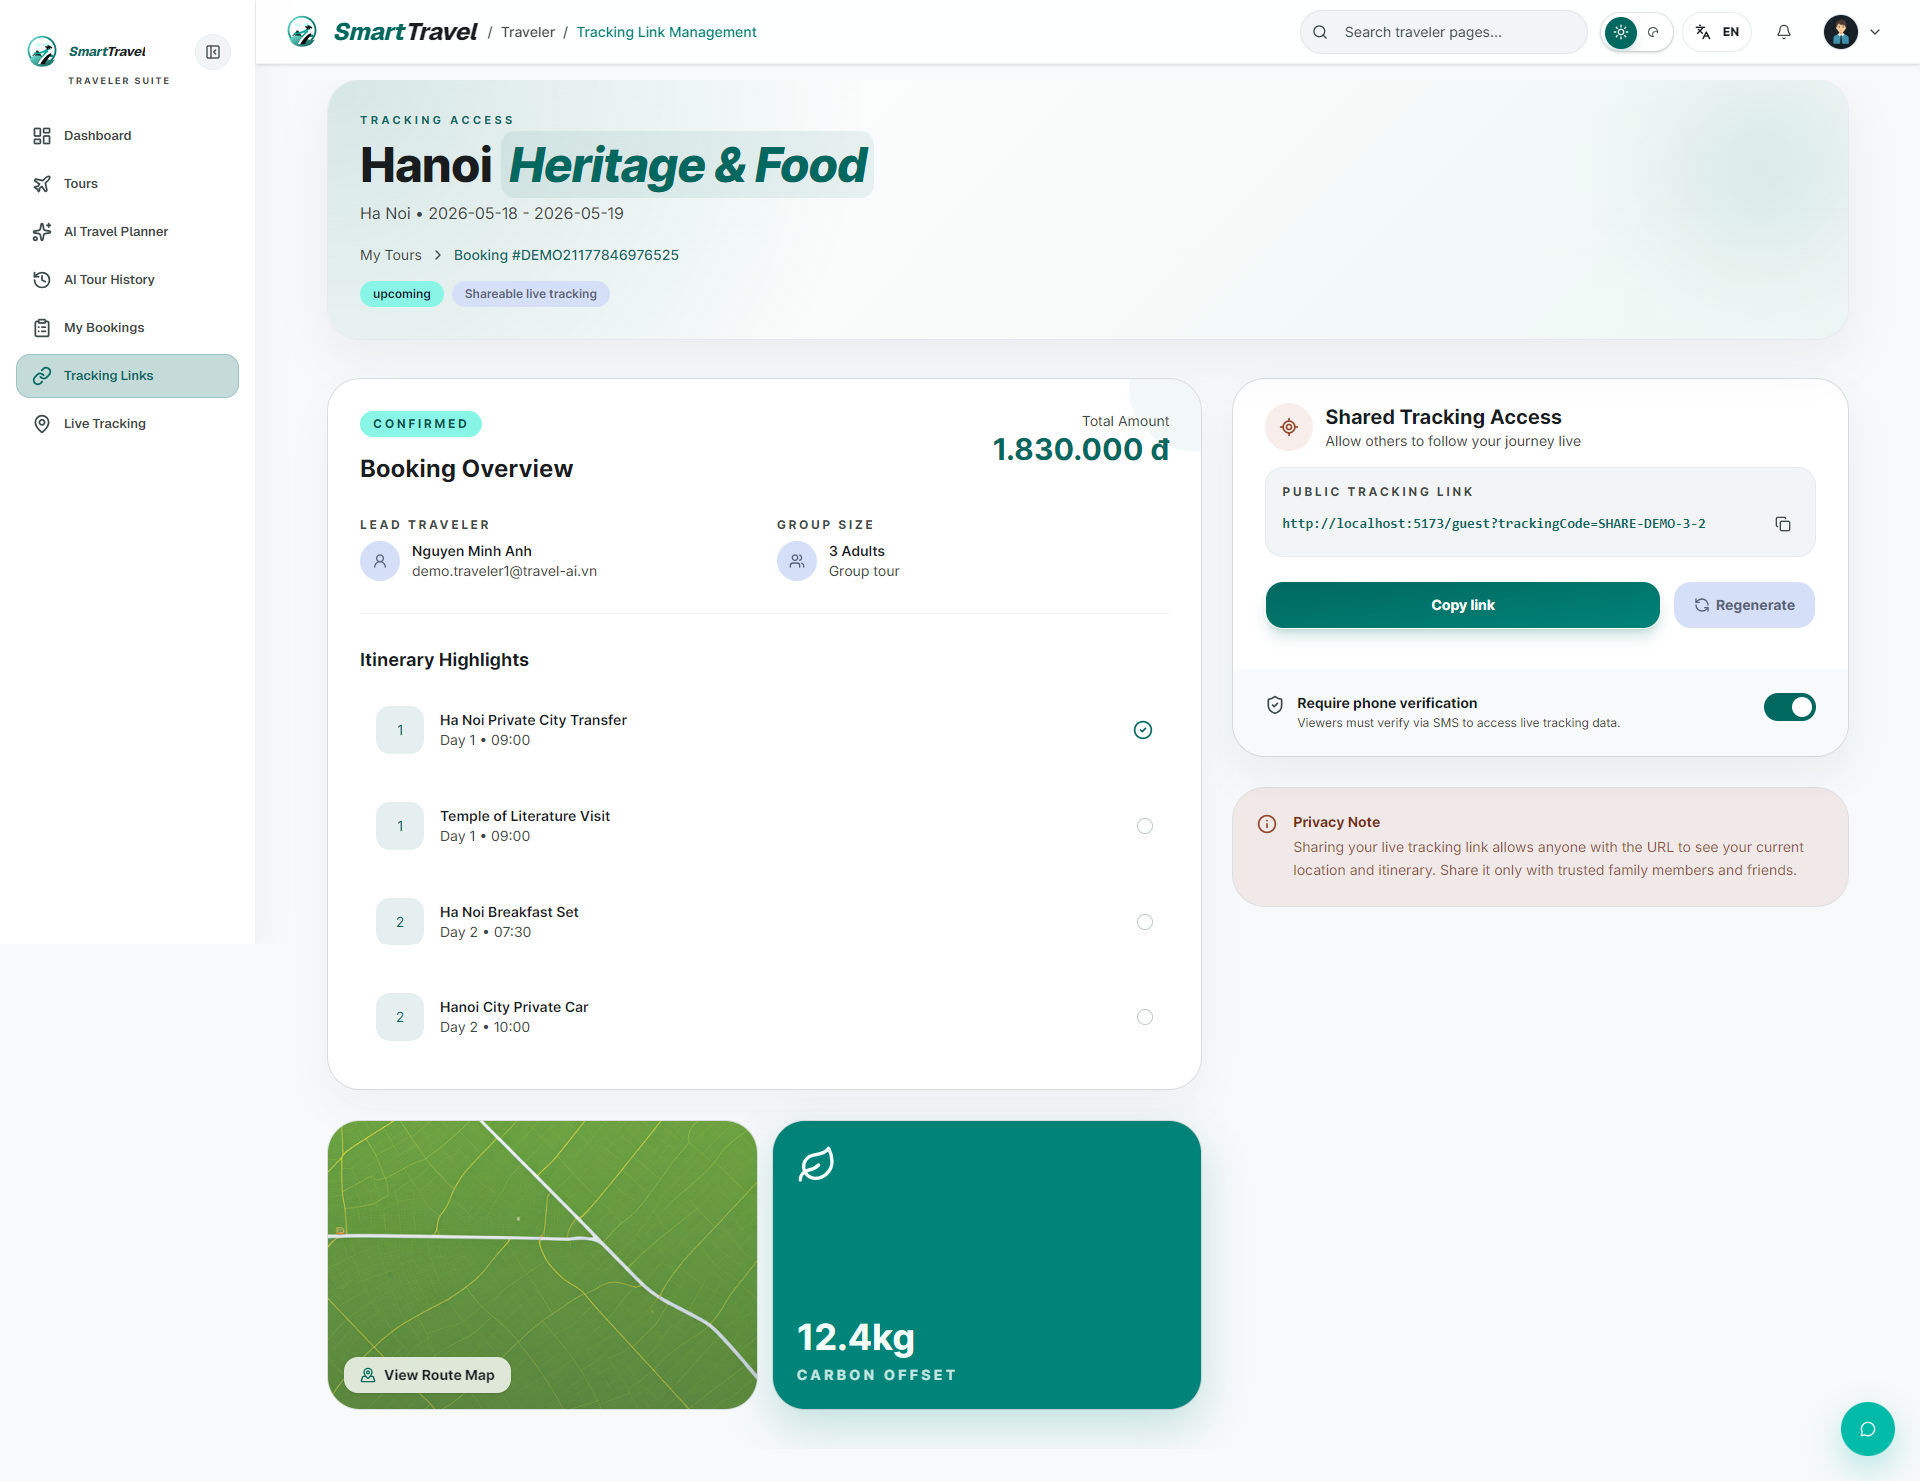 SmartTravel
TRAVELER SUITE
Dashboard
Tours
AI Travel Planner
AI Tour History
My Bookings
Tracking Links
Live Tracking
SmartTravel / Traveler / Tracking Link Management
Search traveler pages...
EN
TRACKING ACCESS
Hanoi Heritage & Food
Ha Noi • 2026-05-18 - 2026-05-19
My Tours > Booking #DEMO21177846976525
upcoming
Shareable live tracking
CONFIRMED
Booking Overview
Total Amount
1.830.000 đ
LEAD TRAVELER
Nguyen Minh Anh
demo.traveler1@travel-ai.vn
GROUP SIZE
3 Adults
Group tour
Itinerary Highlights
1
Ha Noi Private City Transfer
Day 1 • 09:00
1
Temple of Literature Visit
Day 1 • 09:00
2
Ha Noi Breakfast Set
Day 2 • 07:30
2
Hanoi City Private Car
Day 2 • 10:00
View Route Map
12.4kg
CARBON OFFSET
Shared Tracking Access
Allow others to follow your journey live
PUBLIC TRACKING LINK
http://localhost:5173/guest?trackingCode=SHARE-DEMO-3-2
Copy link
Regenerate
Require phone verification
Viewers must verify via SMS to access live tracking data.
Privacy Note
Sharing your live tracking link allows anyone with the URL to see your current
location and itinerary. Share it only with trusted family members and friends.